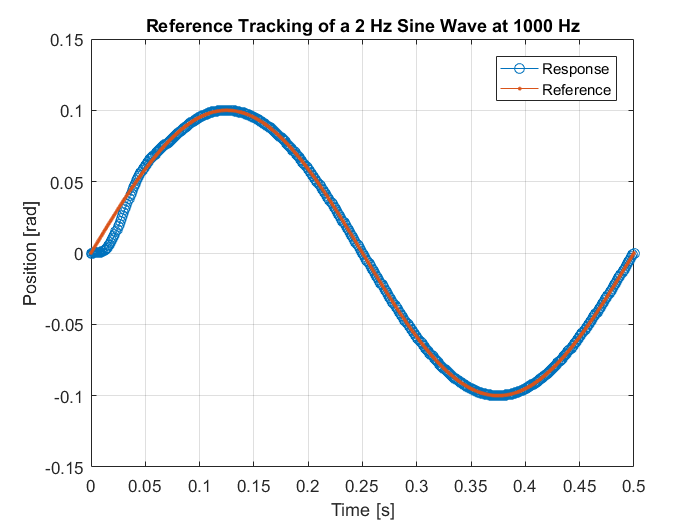 Reference Tracking of a 2 Hz Sine Wave at 1000 Hz
Response
Reference
0.15
0.1
0.05
0
-0.05
-0.1
-0.15
Position [rad]
0 0.05 0.1 0.15 0.2 0.25 0.3 0.35 0.4 0.45 0.5
Time [s]